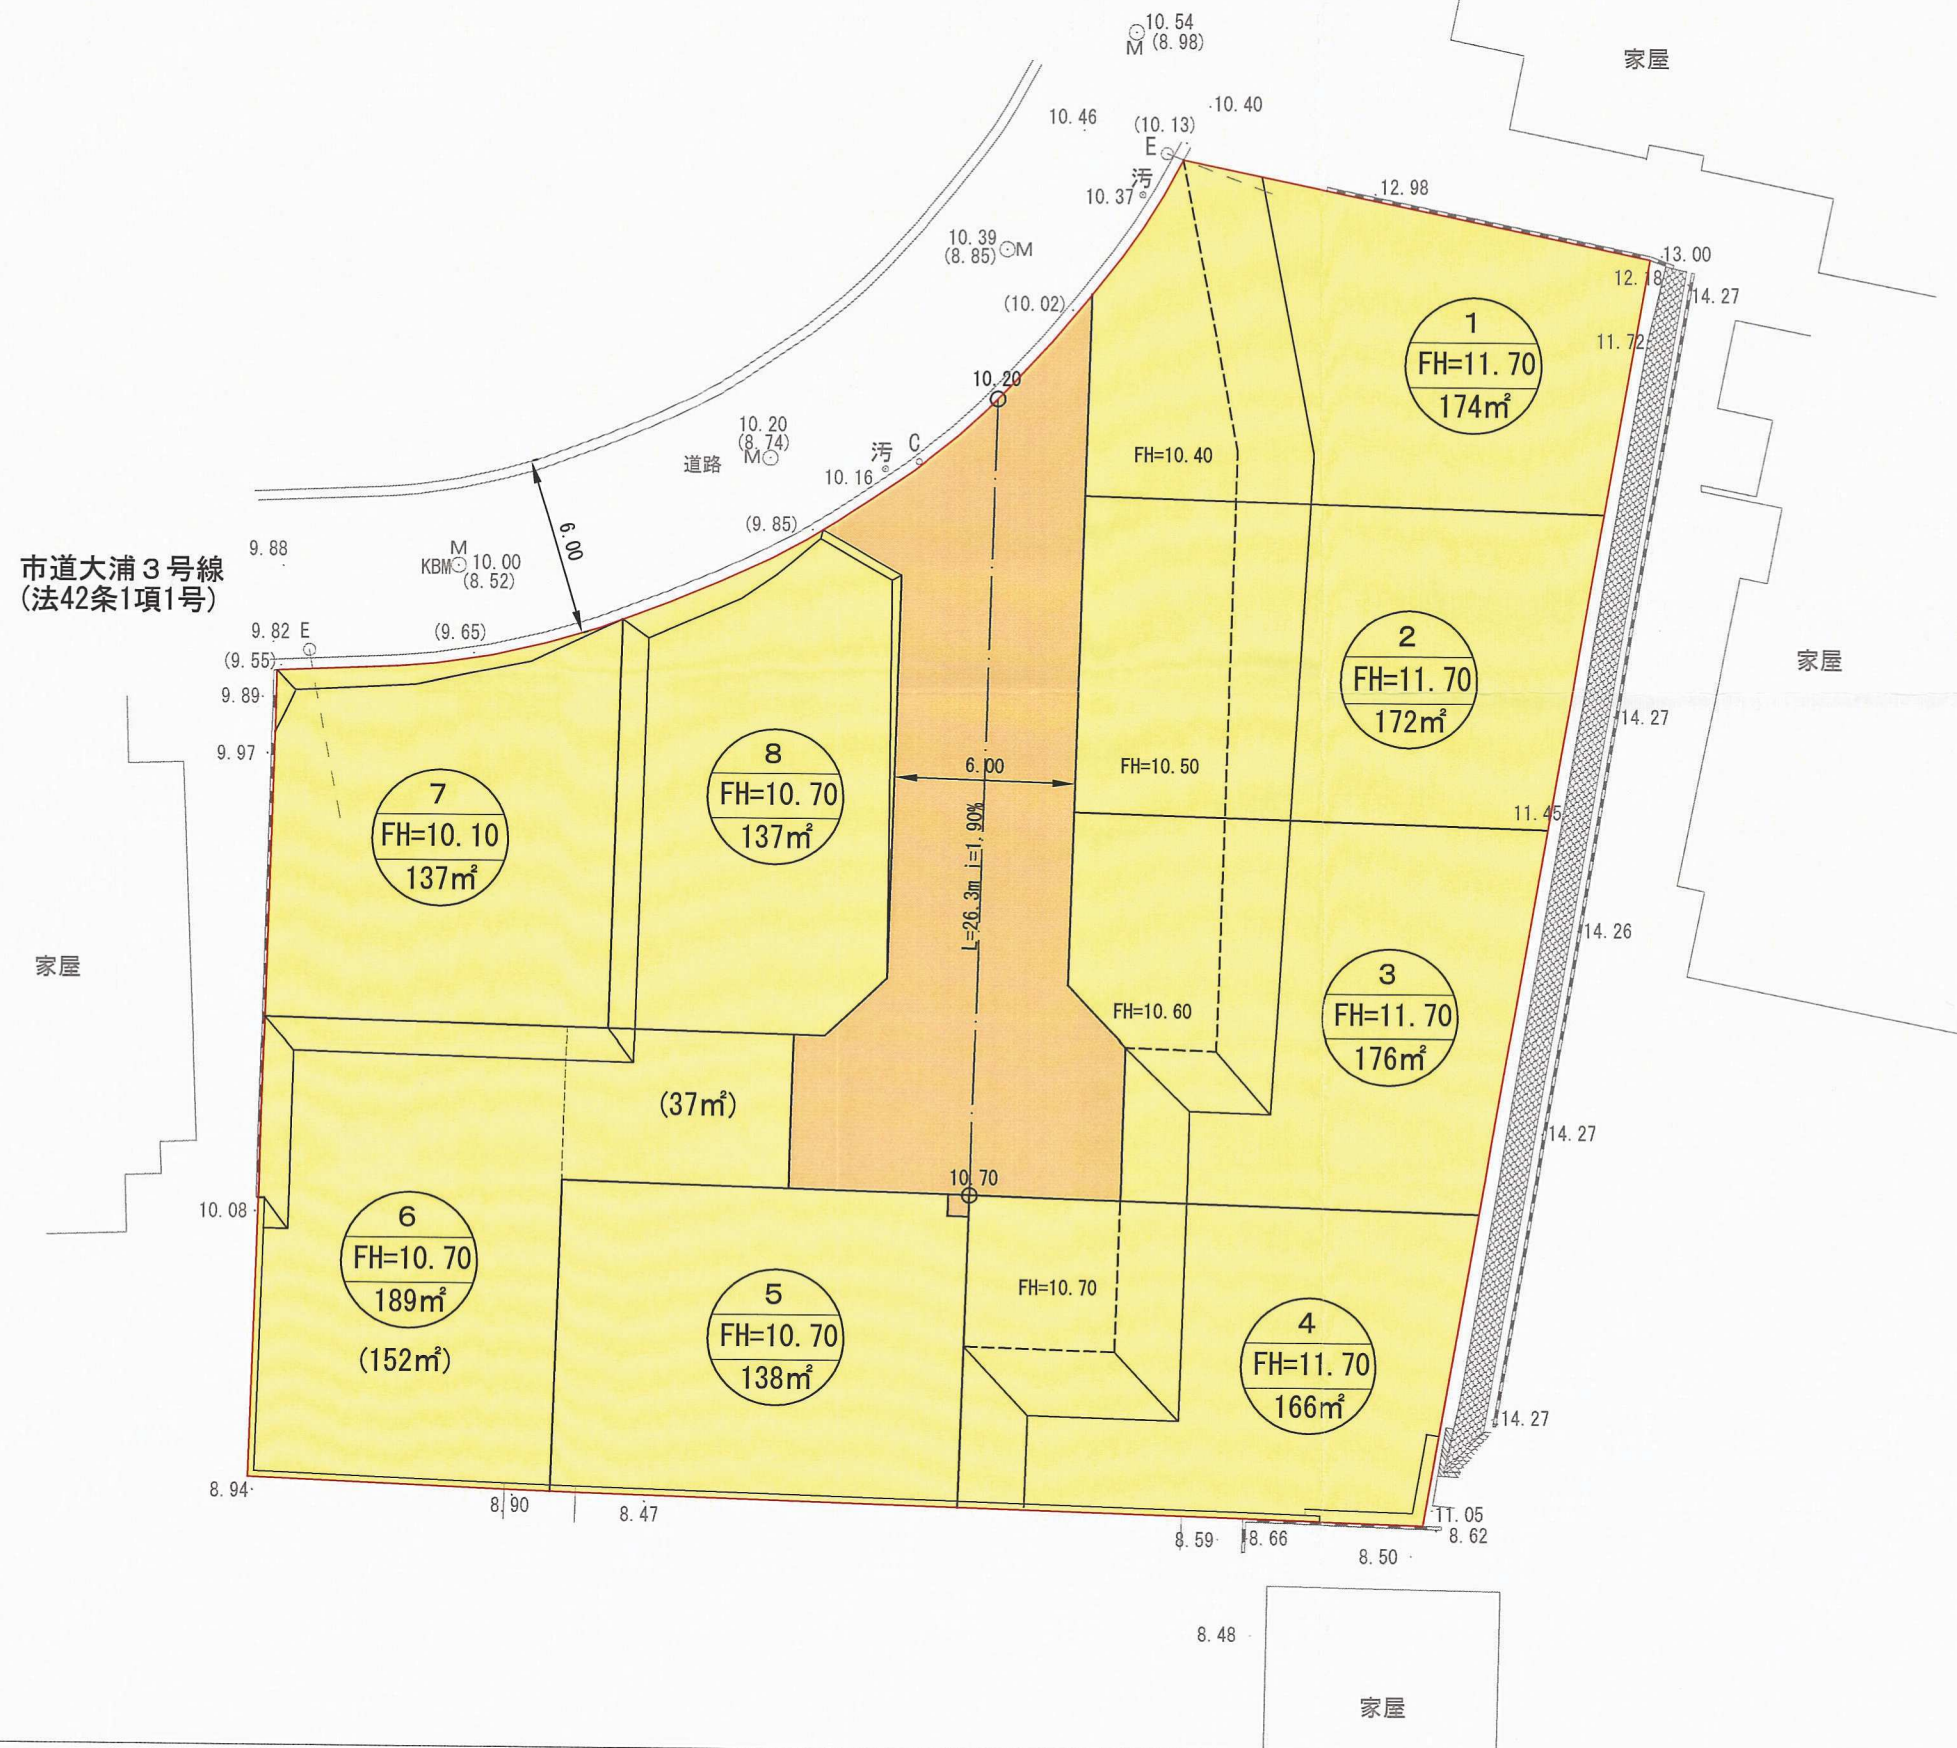 10.54
M (8.98)
家屋
10.46
10.40
(10.13)
E
汚
10.37
12.98
10.39
(8.85) M
13.00
12.18
14.27
(10.02)
1
FH=11.70
174㎡
11.72
10.20
10.20
(8.74)
道路 M
汚 C
10.16
FH=10.40
(9.85)
6.00
市道大浦3号線
(法42条1項1号)
9.88
M
KBM 10.00
(8.52)
9.82 E
(9.65)
(9.55)
9.89
9.97
2
FH=11.70
172㎡
家屋
14.27
8
FH=10.70
137㎡
6.00
FH=10.50
7
FH=10.10
137㎡
L=26.3m i=1.90%
11.45
14.26
家屋
3
FH=11.70
176㎡
FH=10.60
(37㎡)
14.27
10.70
10.08
6
FH=10.70
189㎡
(152㎡)
5
FH=10.70
138㎡
FH=10.70
4
FH=11.70
166㎡
14.27
8.94
8.90
8.47
11.05
8.59
8.66
8.62
8.50
8.48
家屋